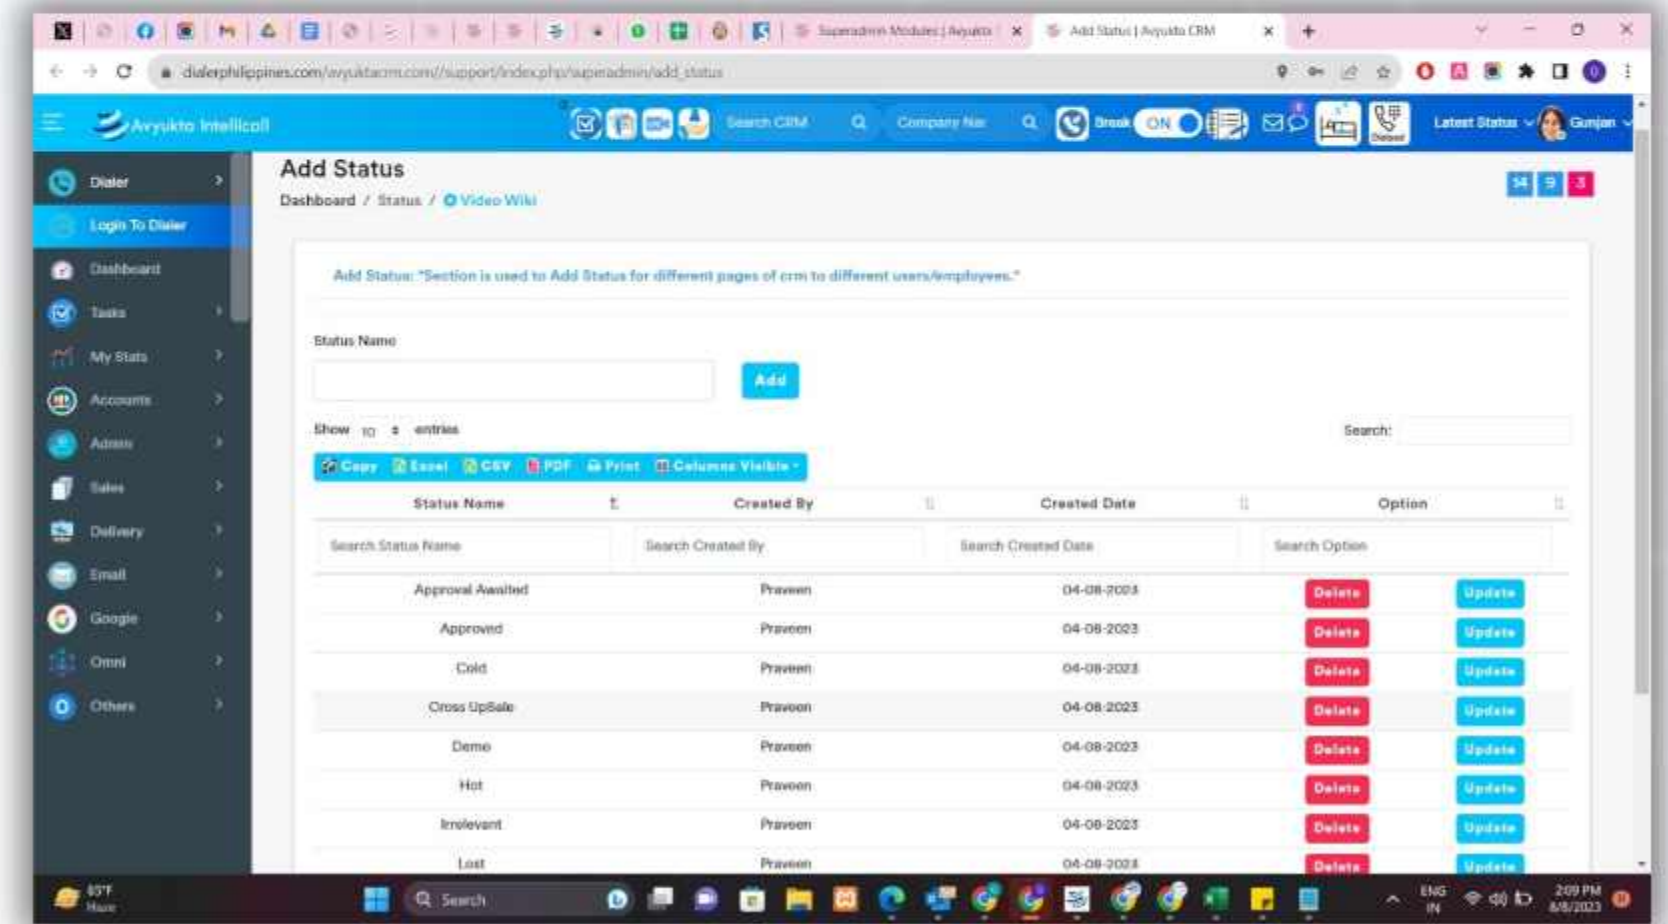 Superadmin Modules | Avyukta
Add Status | Avyukta CRM
dialerphilippines.com/avyuktacrm.com//support/index.php/superadmin/add_status
Avyukta Intellicall
Search CRM
Company Nar
Break ON
Latest Status
Gunjan
Dialer
Login To Dialer
Dashboard
Tasks
My Stats
Accounts
Admin
Sales
Delivery
Email
Google
Omni
Others
Add Status
Dashboard / Status / Video Wiki
14 9 3
Add Status: "Section is used to Add Status for different pages of crm to different users/employees."
Status Name
Add
Show 10 entries
Search:
Copy Excel CSV PDF Print Columns Visible
Status Name Created By Created Date Option
Search Status Name Search Created By Search Created Date Search Option
Approval Awaited Praveen 04-08-2023 Delete Update
Approved Praveen 04-08-2023 Delete Update
Cold Praveen 04-08-2023 Delete Update
Cross UpSale Praveen 04-08-2023 Delete Update
Demo Praveen 04-08-2023 Delete Update
Hot Praveen 04-08-2023 Delete Update
Irrelevant Praveen 04-08-2023 Delete Update
Lost Praveen 04-08-2023 Delete Update
85°F
Haze
Search
ENG
IN
2:09 PM
8/8/2023